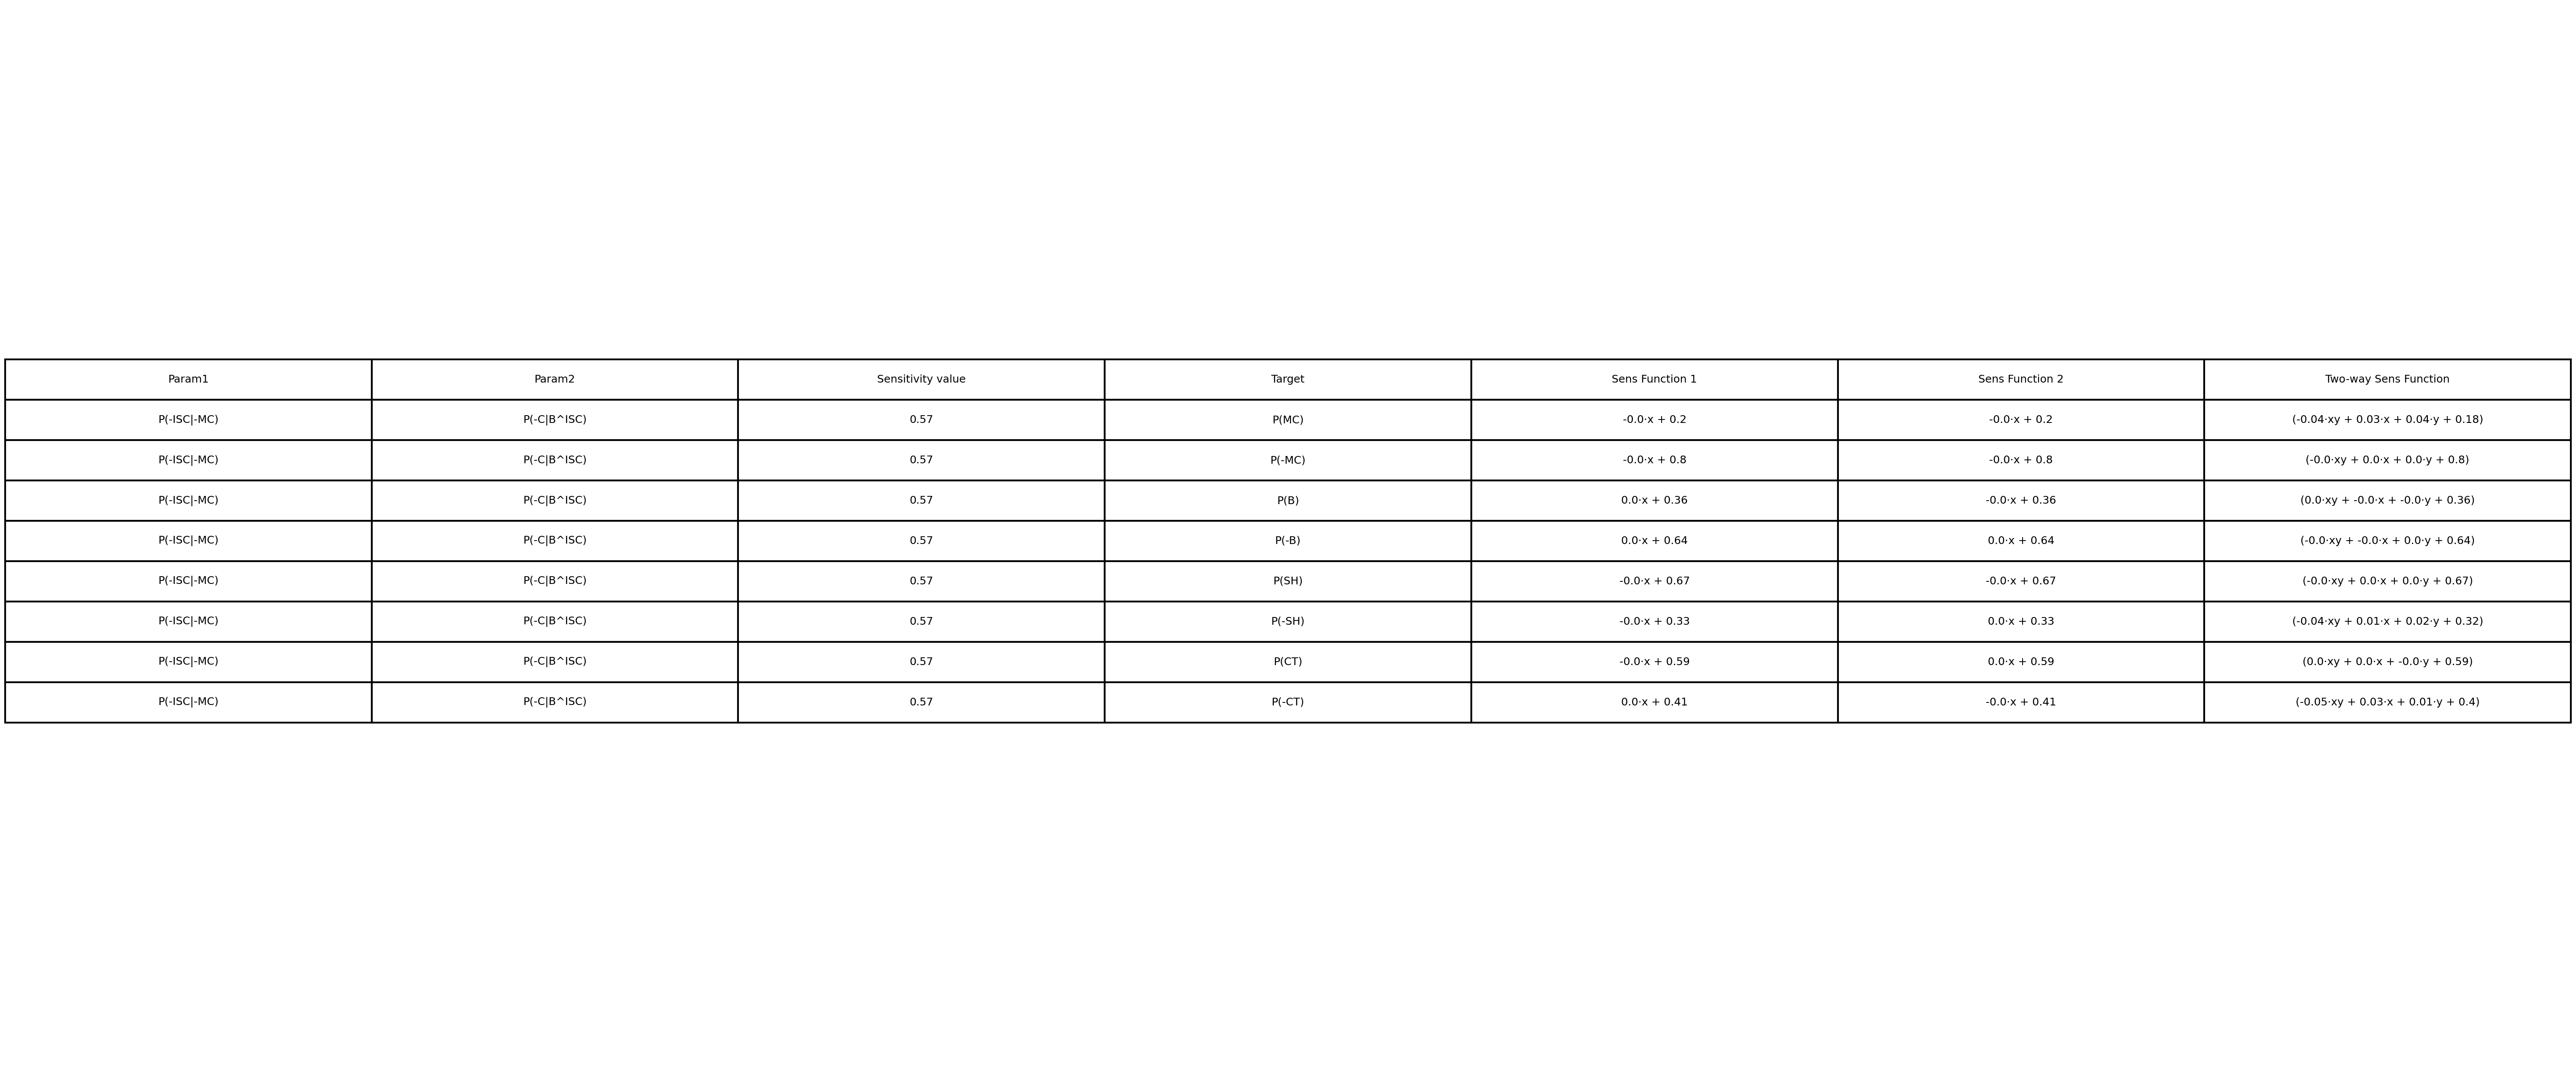 Param1 Param2 Sensitivity value Target Sens Function 1 Sens Function 2 Two-way Sens Function
P(-ISC|-MC) P(-C|B^ISC) 0.57 P(MC) -0.0·x + 0.2 -0.0·x + 0.2 (-0.04·xy + 0.03·x + 0.04·y + 0.18)
P(-ISC|-MC) P(-C|B^ISC) 0.57 P(-MC) -0.0·x + 0.8 -0.0·x + 0.8 (-0.0·xy + 0.0·x + 0.0·y + 0.8)
P(-ISC|-MC) P(-C|B^ISC) 0.57 P(B) 0.0·x + 0.36 -0.0·x + 0.36 (0.0·xy + -0.0·x + -0.0·y + 0.36)
P(-ISC|-MC) P(-C|B^ISC) 0.57 P(-B) 0.0·x + 0.64 0.0·x + 0.64 (-0.0·xy + -0.0·x + 0.0·y + 0.64)
P(-ISC|-MC) P(-C|B^ISC) 0.57 P(SH) -0.0·x + 0.67 -0.0·x + 0.67 (-0.0·xy + 0.0·x + 0.0·y + 0.67)
P(-ISC|-MC) P(-C|B^ISC) 0.57 P(-SH) -0.0·x + 0.33 0.0·x + 0.33 (-0.04·xy + 0.01·x + 0.02·y + 0.32)
P(-ISC|-MC) P(-C|B^ISC) 0.57 P(CT) -0.0·x + 0.59 0.0·x + 0.59 (0.0·xy + 0.0·x + -0.0·y + 0.59)
P(-ISC|-MC) P(-C|B^ISC) 0.57 P(-CT) 0.0·x + 0.41 -0.0·x + 0.41 (-0.05·xy + 0.03·x + 0.01·y + 0.4)